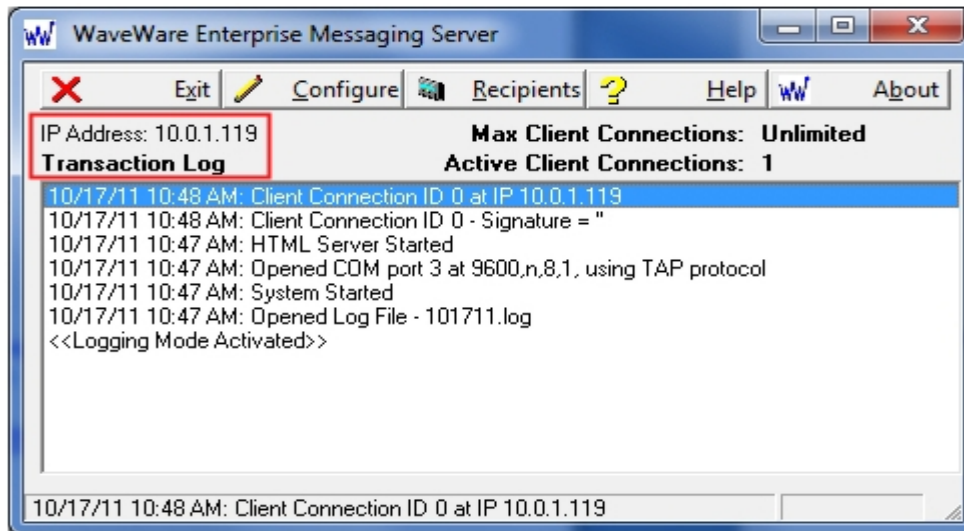 WaveWare Enterprise Messaging Server
Exit Configure Recipients Help About
IP Address: 10.0.1.119 Max Client Connections: Unlimited
Transaction Log Active Client Connections: 1
10/17/11 10:48 AM: Client Connection ID 0 at IP 10.0.1.119
10/17/11 10:48 AM: Client Connection ID 0 - Signature = ''
10/17/11 10:47 AM: HTML Server Started
10/17/11 10:47 AM: Opened COM port 3 at 9600,n,8,1, using TAP protocol
10/17/11 10:47 AM: System Started
10/17/11 10:47 AM: Opened Log File - 101711.log
<<Logging Mode Activated>>
10/17/11 10:48 AM: Client Connection ID 0 at IP 10.0.1.119